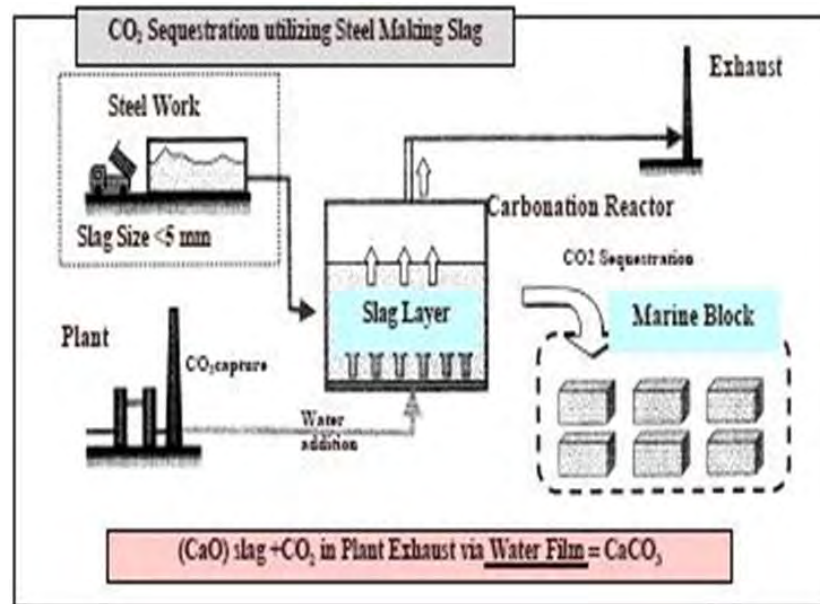 CO₂ Sequestration utilizing Steel Making Slag
Steel Work
Slag Size <5 mm
Exhaust
Carbonation Reactor
CO2 Sequestration
Slag Layer
Marine Block
Plant
CO₂capture
Water
addition
(CaO) slag +CO₂ in Plant Exhaust via Water Film = CaCO₃